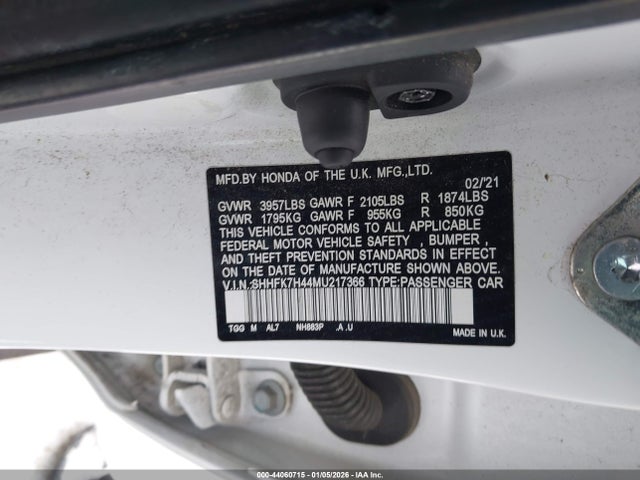 MFD.BY HONDA OF THE U.K. MFG.,LTD. 02/'21
GVWR 3957LBS GAWR F 2105LBS R 1874LBS
GVWR 1795KG GAWR F 955KG R 850KG
THIS VEHICLE CONFORMS TO ALL APPLICABLE
FEDERAL MOTOR VEHICLE SAFETY , BUMPER ,
AND THEFT PREVENTION STANDARDS IN EFFECT
ON THE DATE OF MANUFACTURE SHOWN ABOVE.
V.I.N.:SHHFK7H44MU217366 TYPE:PASSENGER CAR
TGG M AL7 NH883P .A .U
MADE IN U.K.
000-44060715 - 01/05/2026 - IAA Inc.